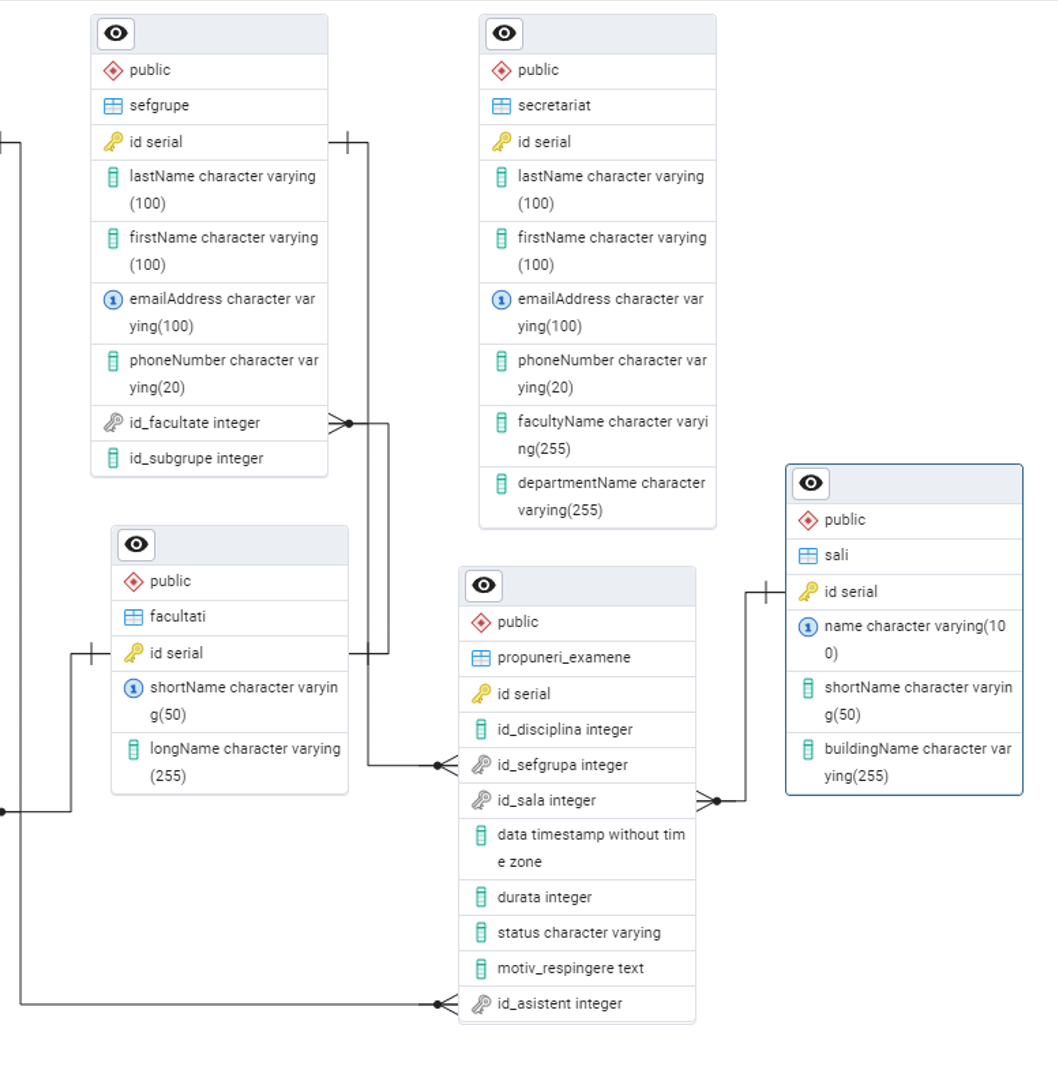 public
sefgrupe
id serial
lastName character varying
(100)
firstName character varying
(100)
emailAddress character var
ying(100)
phoneNumber character var
ying(20)
id_facultate integer
id_subgrupe integer
public
secretariat
id serial
lastName character varying
(100)
firstName character varying
(100)
emailAddress character var
ying(100)
phoneNumber character var
ying(20)
facultyName character varyi
ng(255)
departmentName character
varying(255)
public
facultati
id serial
shortName character varyin
g(50)
longName character varying
(255)
public
propuneri_examene
id serial
id_disciplina integer
id_sefgrupa integer
id_sala integer
data timestamp without tim
e zone
durata integer
status character varying
motiv_respingere text
id_asistent integer
public
sali
id serial
name character varying(10
0)
shortName character varyin
g(50)
buildingName character var
ying(255)